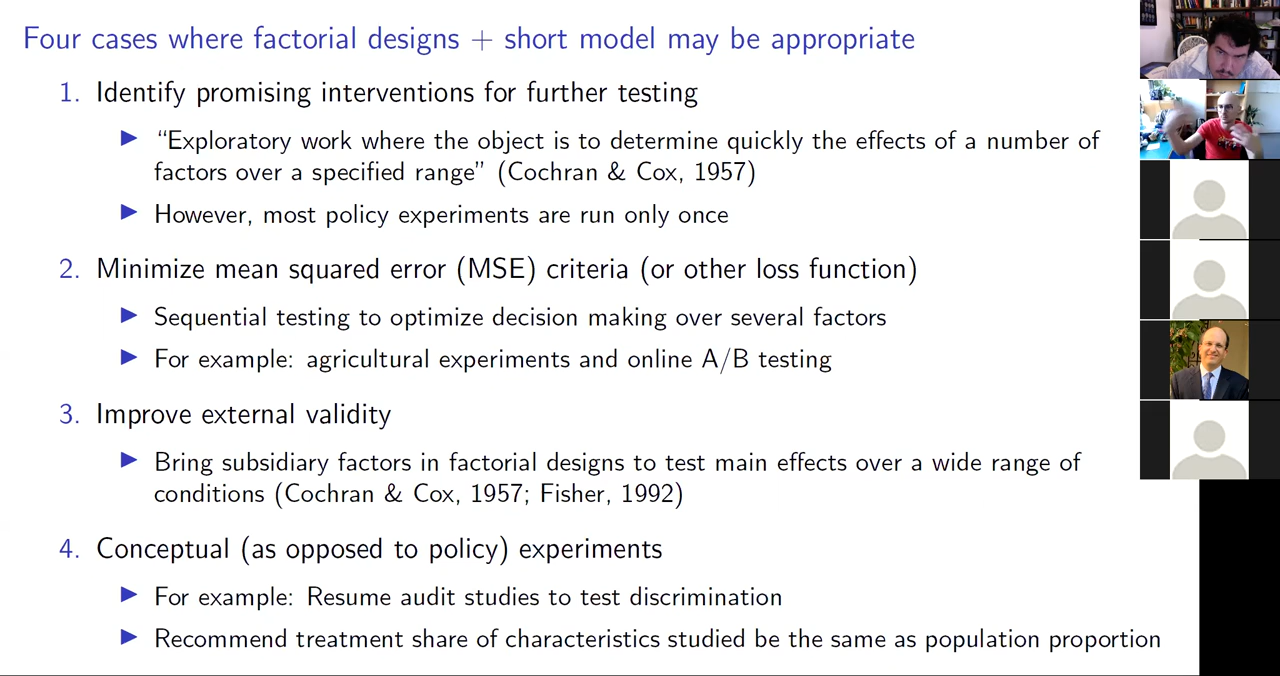 Four cases where factorial designs + short model may be appropriate
1. Identify promising interventions for further testing
▶ “Exploratory work where the object is to determine quickly the effects of a number of
factors over a specified range” (Cochran & Cox, 1957)
▶ However, most policy experiments are run only once
2. Minimize mean squared error (MSE) criteria (or other loss function)
▶ Sequential testing to optimize decision making over several factors
▶ For example: agricultural experiments and online A/B testing
3. Improve external validity
▶ Bring subsidiary factors in factorial designs to test main effects over a wide range of
conditions (Cochran & Cox, 1957; Fisher, 1992)
4. Conceptual (as opposed to policy) experiments
▶ For example: Resume audit studies to test discrimination
▶ Recommend treatment share of characteristics studied be the same as population proportion